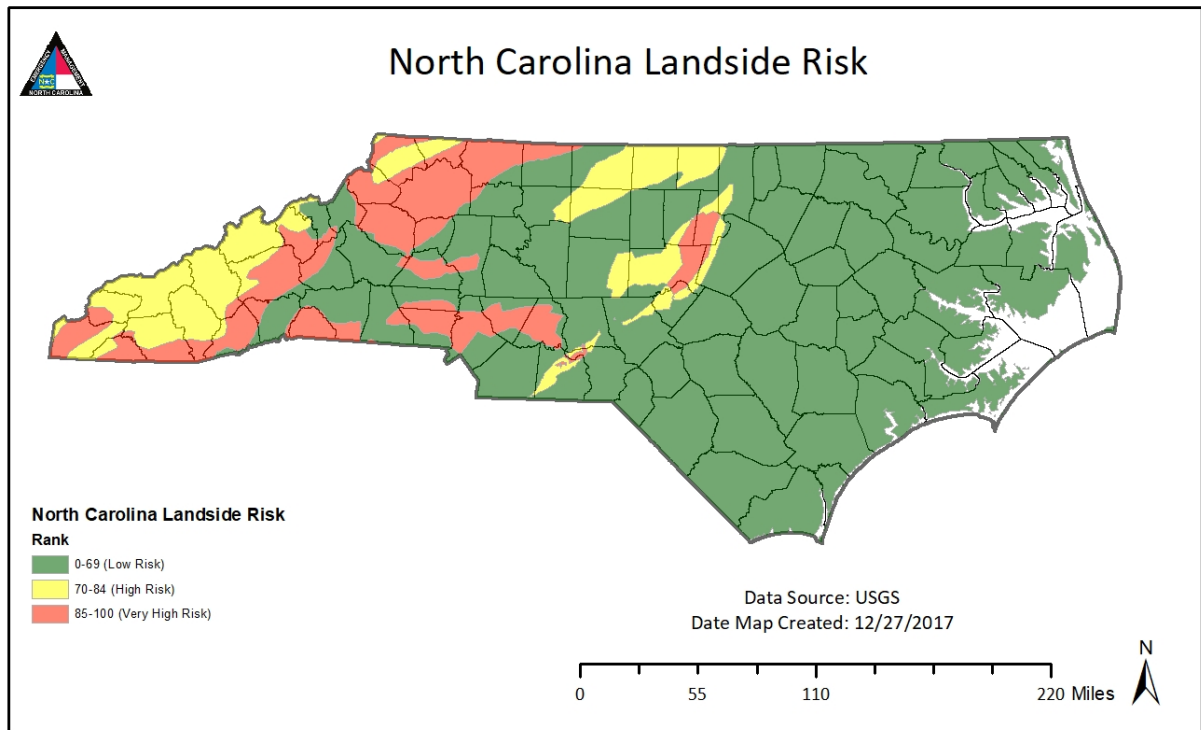 North Carolina Landside Risk
EMERGENCY
MANAGEMENT
NORTH CAROLINA
North Carolina Landside Risk
Rank
0-69 (Low Risk)
70-84 (High Risk)
85-100 (Very High Risk)
Data Source: USGS
Date Map Created: 12/27/2017
N
0 55 110 220 Miles